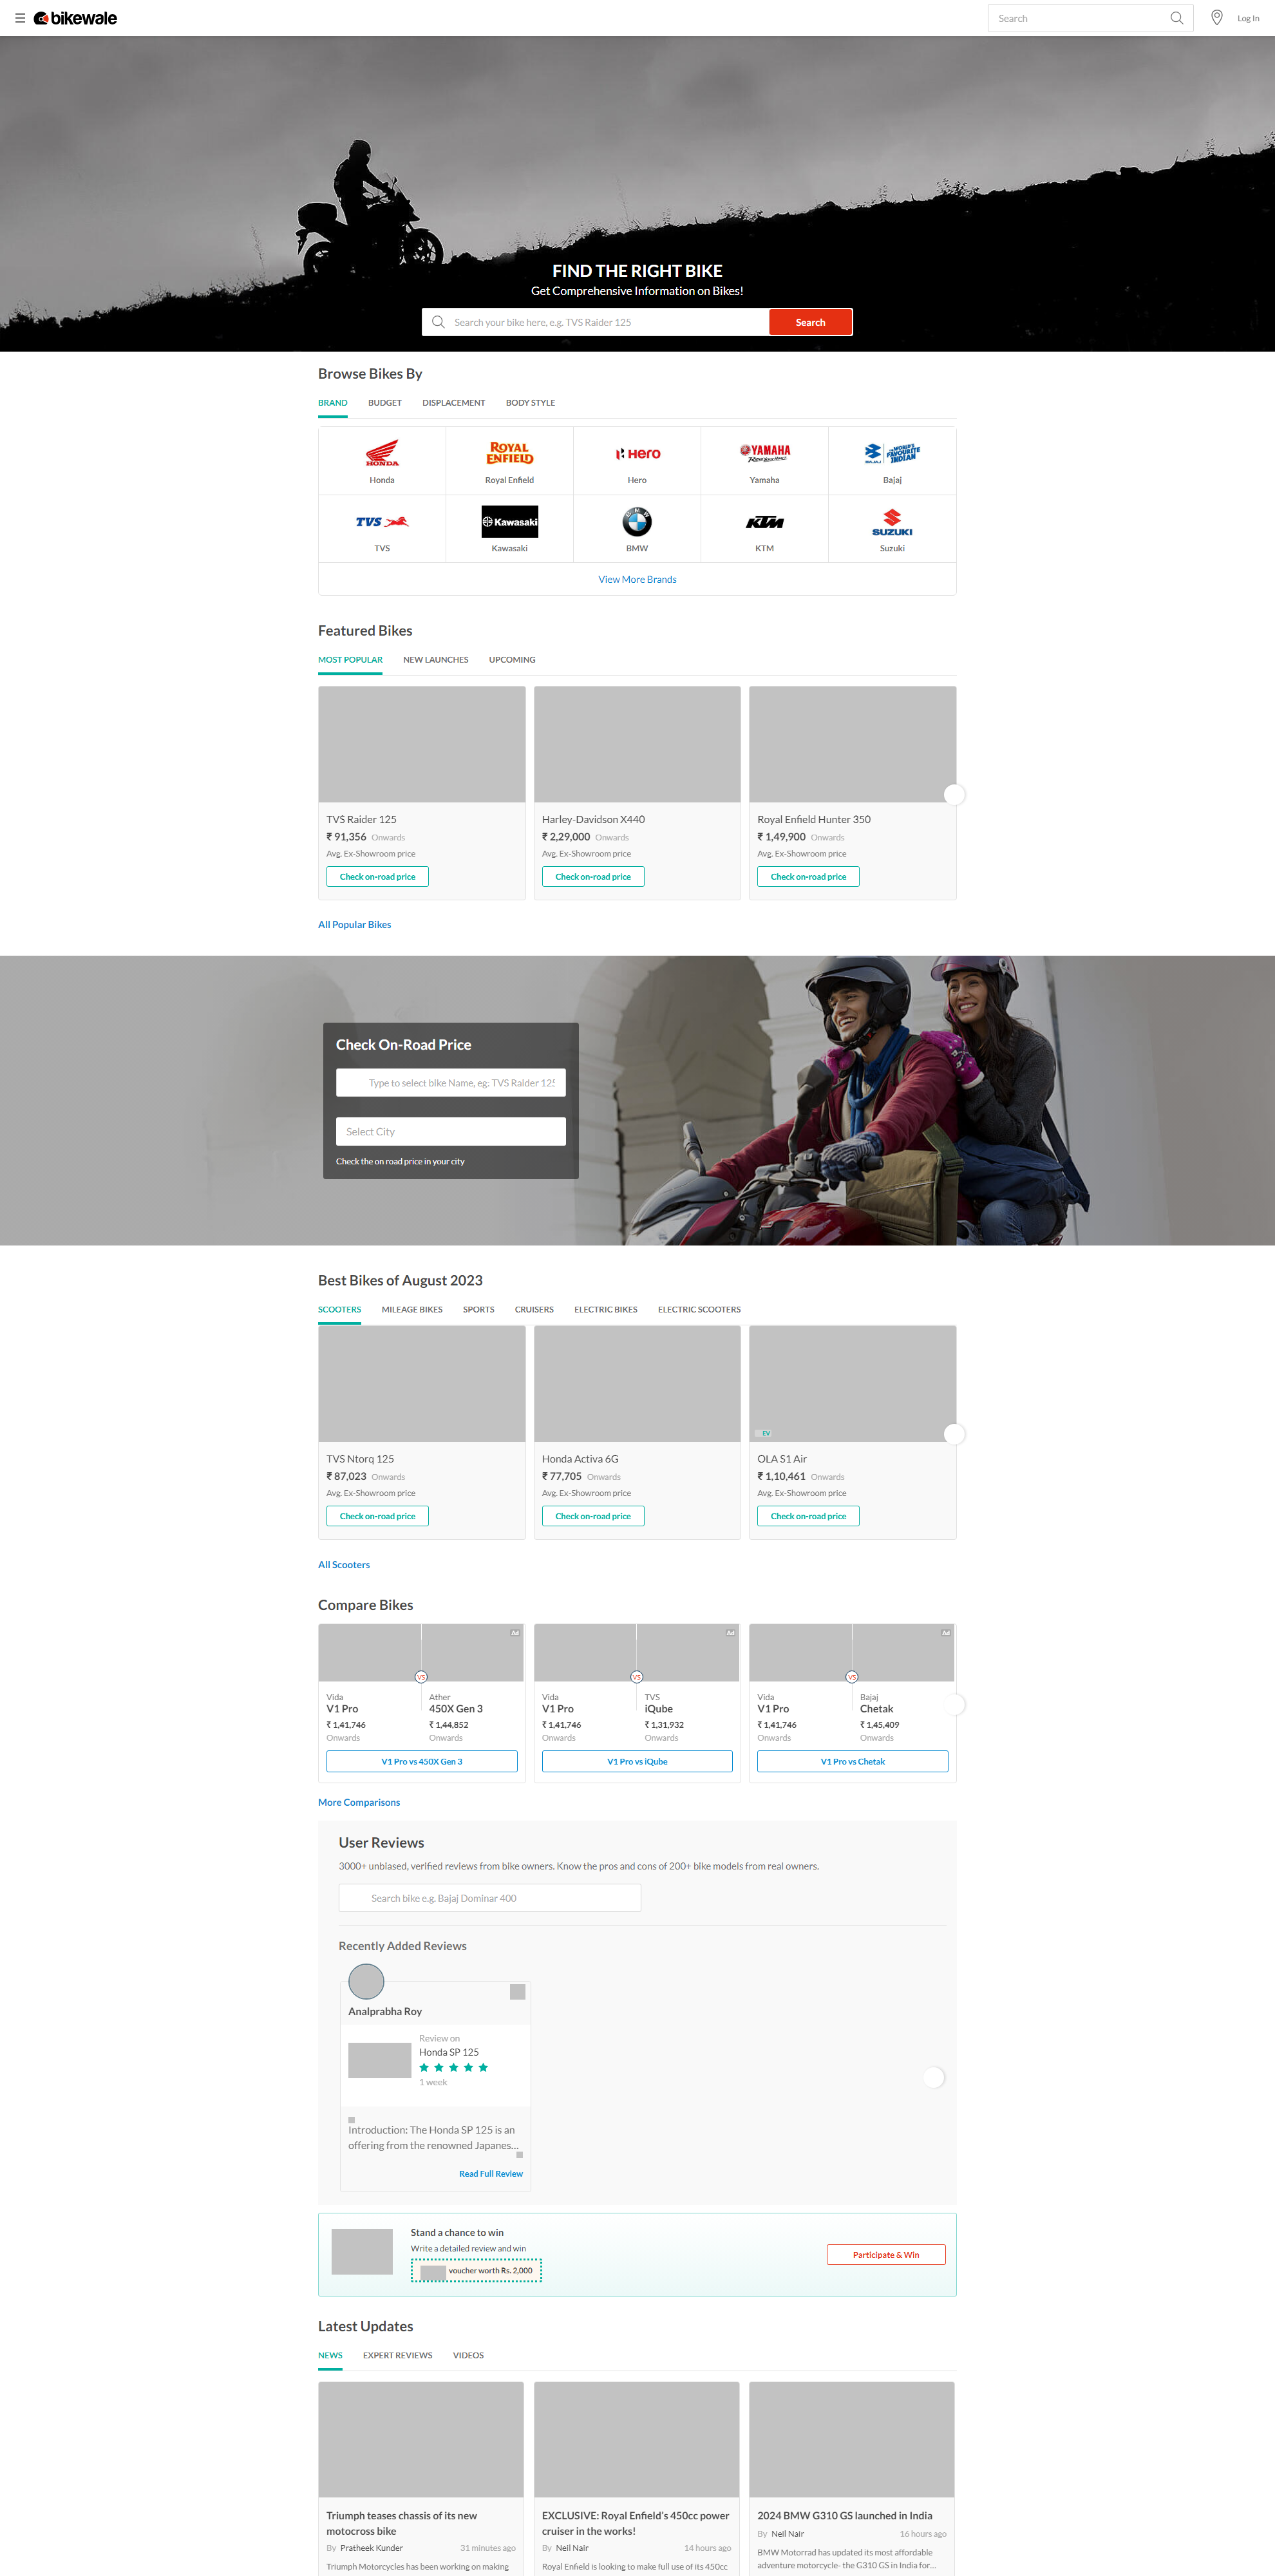 bikewale
Search
Log In
FIND THE RIGHT BIKE
Get Comprehensive Information on Bikes!
Search your bike here, e.g. TVS Raider 125
Search
Browse Bikes By
BRAND BUDGET DISPLACEMENT BODY STYLE
HONDA ROYAL ENFIELD Hero YAMAHA BAJAJ THE WORLD'S FAVOURITE INDIAN
Honda Royal Enfield Hero Yamaha Bajaj
TVS Kawasaki BMW KTM SUZUKI
TVS Kawasaki BMW KTM Suzuki
View More Brands
Featured Bikes
MOST POPULAR NEW LAUNCHES UPCOMING
TVS Raider 125 Harley-Davidson X440 Royal Enfield Hunter 350
₹ 91,356 Onwards ₹ 2,29,000 Onwards ₹ 1,49,900 Onwards
Avg. Ex-Showroom price Avg. Ex-Showroom price Avg. Ex-Showroom price
Check on-road price Check on-road price Check on-road price
All Popular Bikes
Check On-Road Price
Type to select bike Name, eg: TVS Raider 125
Select City
Check the on road price in your city
Best Bikes of August 2023
SCOOTERS MILEAGE BIKES SPORTS CRUISERS ELECTRIC BIKES ELECTRIC SCOOTERS
EV
TVS Ntorq 125 Honda Activa 6G OLA S1 Air
₹ 87,023 Onwards ₹ 77,705 Onwards ₹ 1,10,461 Onwards
Avg. Ex-Showroom price Avg. Ex-Showroom price Avg. Ex-Showroom price
Check on-road price Check on-road price Check on-road price
All Scooters
Compare Bikes
Ad Ad Ad
VS VS VS
Vida Ather Vida TVS Vida Bajaj
V1 Pro 450X Gen 3 V1 Pro iQube V1 Pro Chetak
₹ 1,41,746 ₹ 1,44,852 ₹ 1,41,746 ₹ 1,31,932 ₹ 1,41,746 ₹ 1,45,409
Onwards Onwards Onwards Onwards Onwards Onwards
V1 Pro vs 450X Gen 3 V1 Pro vs iQube V1 Pro vs Chetak
More Comparisons
User Reviews
3000+ unbiased, verified reviews from bike owners. Know the pros and cons of 200+ bike models from real owners.
Search bike e.g. Bajaj Dominar 400
Recently Added Reviews
Analprabha Roy
Review on
Honda SP 125
1 week
Introduction: The Honda SP 125 is an
offering from the renowned Japanes...
Read Full Review
Stand a chance to win
Write a detailed review and win
voucher worth Rs. 2,000
Participate & Win
Latest Updates
NEWS EXPERT REVIEWS VIDEOS
Triumph teases chassis of its new
motocross bike
By Pratheek Kunder 31 minutes ago
Triumph Motorcycles has been working on making
EXCLUSIVE: Royal Enfield's 450cc power
cruiser in the works!
By Neil Nair 14 hours ago
Royal Enfield is looking to make full use of its 450cc
2024 BMW G310 GS launched in India
By Neil Nair 16 hours ago
BMW Motorrad has updated its most affordable
adventure motorcycle- the G310 GS in India for...